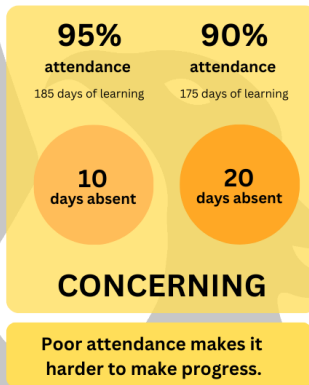 95%
attendance
185 days of learning
10
days absent
90%
attendance
175 days of learning
20
days absent
CONCERNING
Poor attendance makes it
harder to make progress.